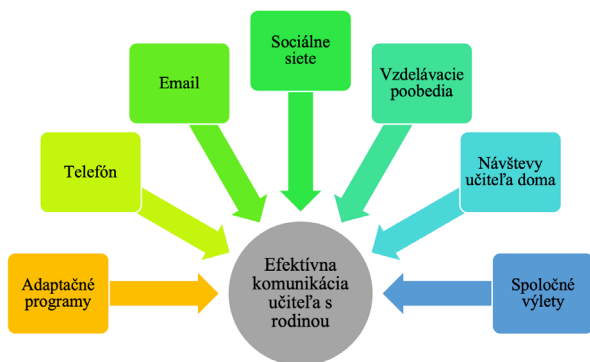 Sociálne
siete
Email
Vzdelávacie
poobedia
Telefón
Návštevy
učiteľa doma
Adaptačné
programy
Efektívna
komunikácia
učiteľa s
rodinou
Spoločné
výlety